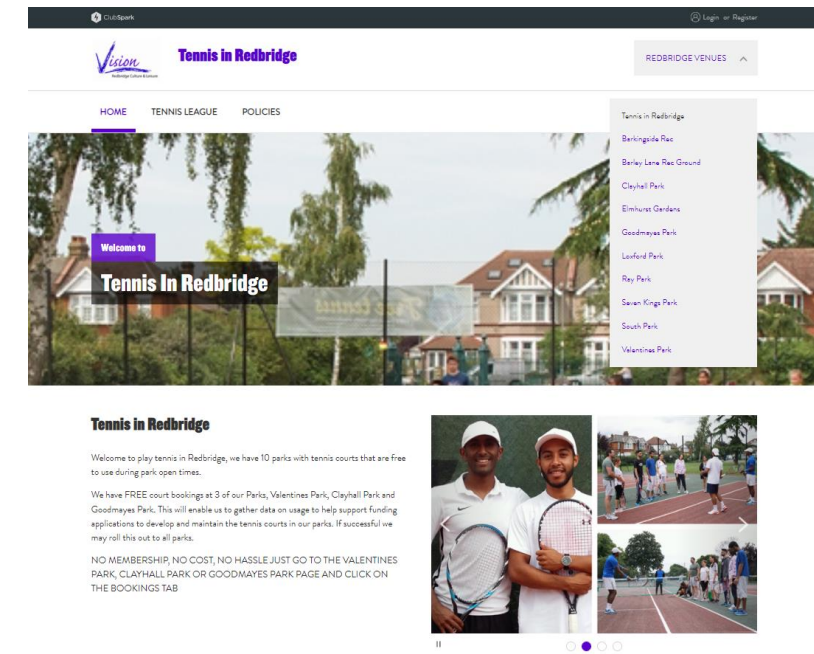 ClubSpark
Login or Register
Vision
Redbridge Culture & Leisure
Tennis in Redbridge
REDBRIDGE VENUES
HOME TENNIS LEAGUE POLICIES
Tennis in Redbridge
Barkingside Rec
Barley Lane Rec Ground
Clayhall Park
Elmhurst Gardens
Goodmayes Park
Loxford Park
Ray Park
Seven Kings Park
South Park
Valentines Park
Welcome to
Tennis In Redbridge
Tennis in Redbridge
Welcome to play tennis in Redbridge, we have 10 parks with tennis courts that are free
to use during park open times.
We have FREE court bookings at 3 of our Parks, Valentines Park, Clayhall Park and
Goodmayes Park. This will enable us to gather data on usage to help support funding
applications to develop and maintain the tennis courts in our parks. If successful we
may roll this out to all parks.
NO MEMBERSHIP, NO COST, NO HASSLE JUST GO TO THE VALENTINES
PARK, CLAYHALL PARK OR GOODMAYES PARK PAGE AND CLICK ON
THE BOOKINGS TAB